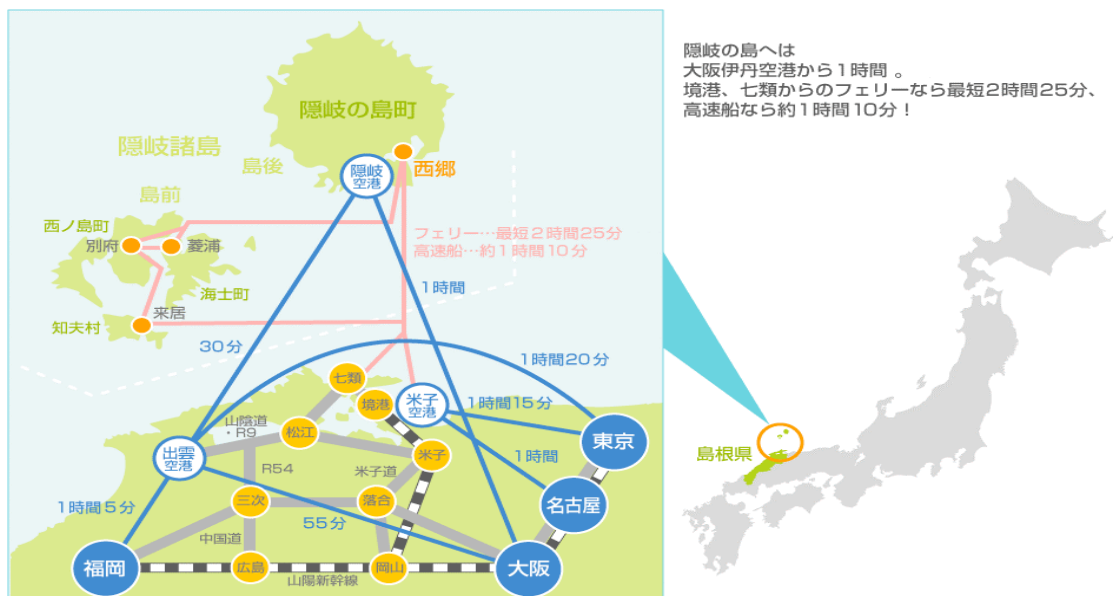 隠岐の島へは
大阪伊丹空港から1時間 。
境港、七類からのフェリーなら最短2時間25分、
高速船なら約1時間10分！
隠岐の島町
隠岐諸島
島後
隠岐
空港
西郷
島前
西ノ島町
別府
菱浦
フェリー…最短2時間25分
高速船…約1時間10分
1時間
海士町
来居
知夫村
30分
1時間20分
七類
境港
米子
空港
1時間15分
山陰道
・R9
松江
東京
出雲
空港
米子
1時間
島根県
R54
米子道
1時間5分
三次
落合
名古屋
55分
中国道
福岡
広島
岡山
大阪
山陽新幹線